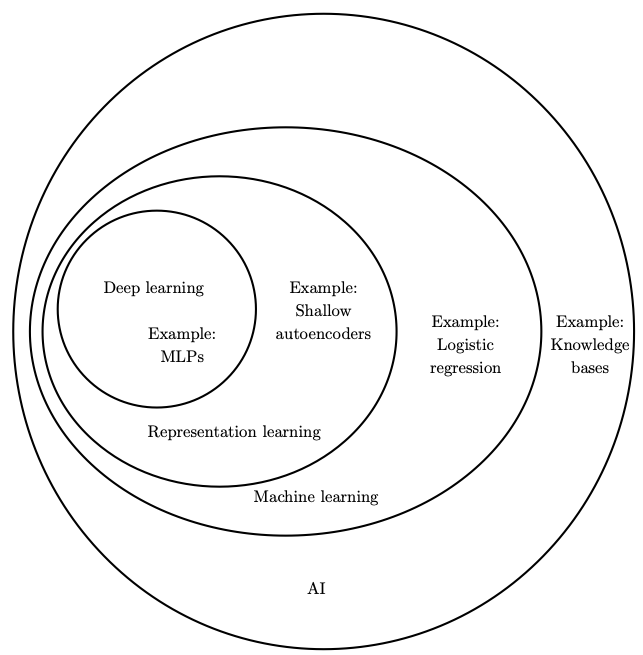 Deep learning
Example:
MLPs
Example:
Shallow
autoencoders
Example:
Logistic
regression
Example:
Knowledge
bases
Representation learning
Machine learning
AI